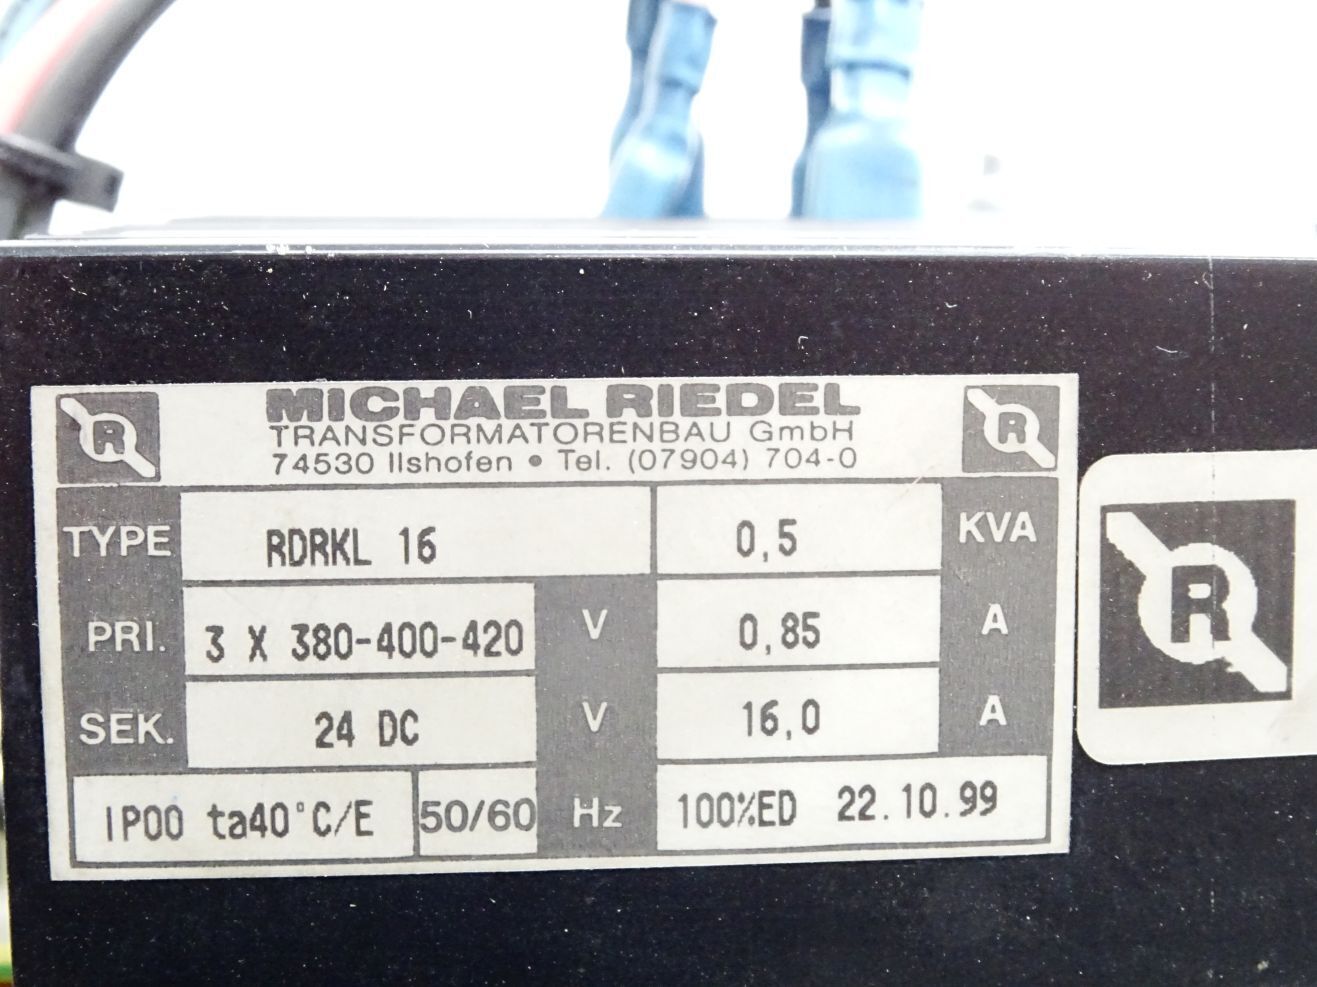 MICHAEL RIEDEL
TRANSFORMATORENBAU GmbH
74530 Ilshofen • Tel. (07904) 704-0
R
R
TYPE RDRKL 16 0,5 KVA
PRI. 3 X 380-400-420 V 0,85 A
SEK. 24 DC V 16,0 A
IP00 ta40°C/E 50/60 Hz 100%ED 22.10.99
R